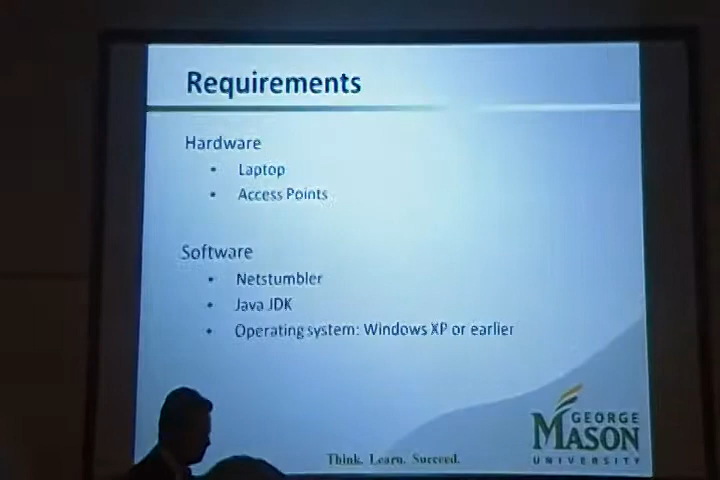 Requirements
Hardware
• Laptop
• Access Points
Software
• Netstumbler
• Java JDK
• Operating system: Windows XP or earlier
Think. Learn. Succeed.
GEORGE
MASON
UNIVERSITY